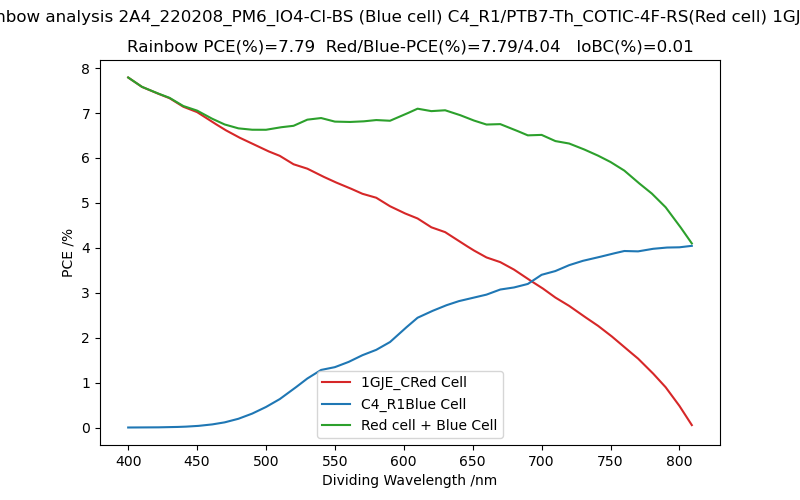 nbow analysis 2A4_220208_PM6_IO4-Cl-BS (Blue cell) C4_R1/PTB7-Th_COTIC-4F-RS(Red cell) 1GJ
Rainbow PCE(%)=7.79 Red/Blue-PCE(%)=7.79/4.04 IoBC(%)=0.01
8
7
6
5
4
3
2
1
0
PCE /%
1GJE_CRed Cell
C4_R1Blue Cell
Red cell + Blue Cell
400 450 500 550 600 650 700 750 800
Dividing Wavelength /nm